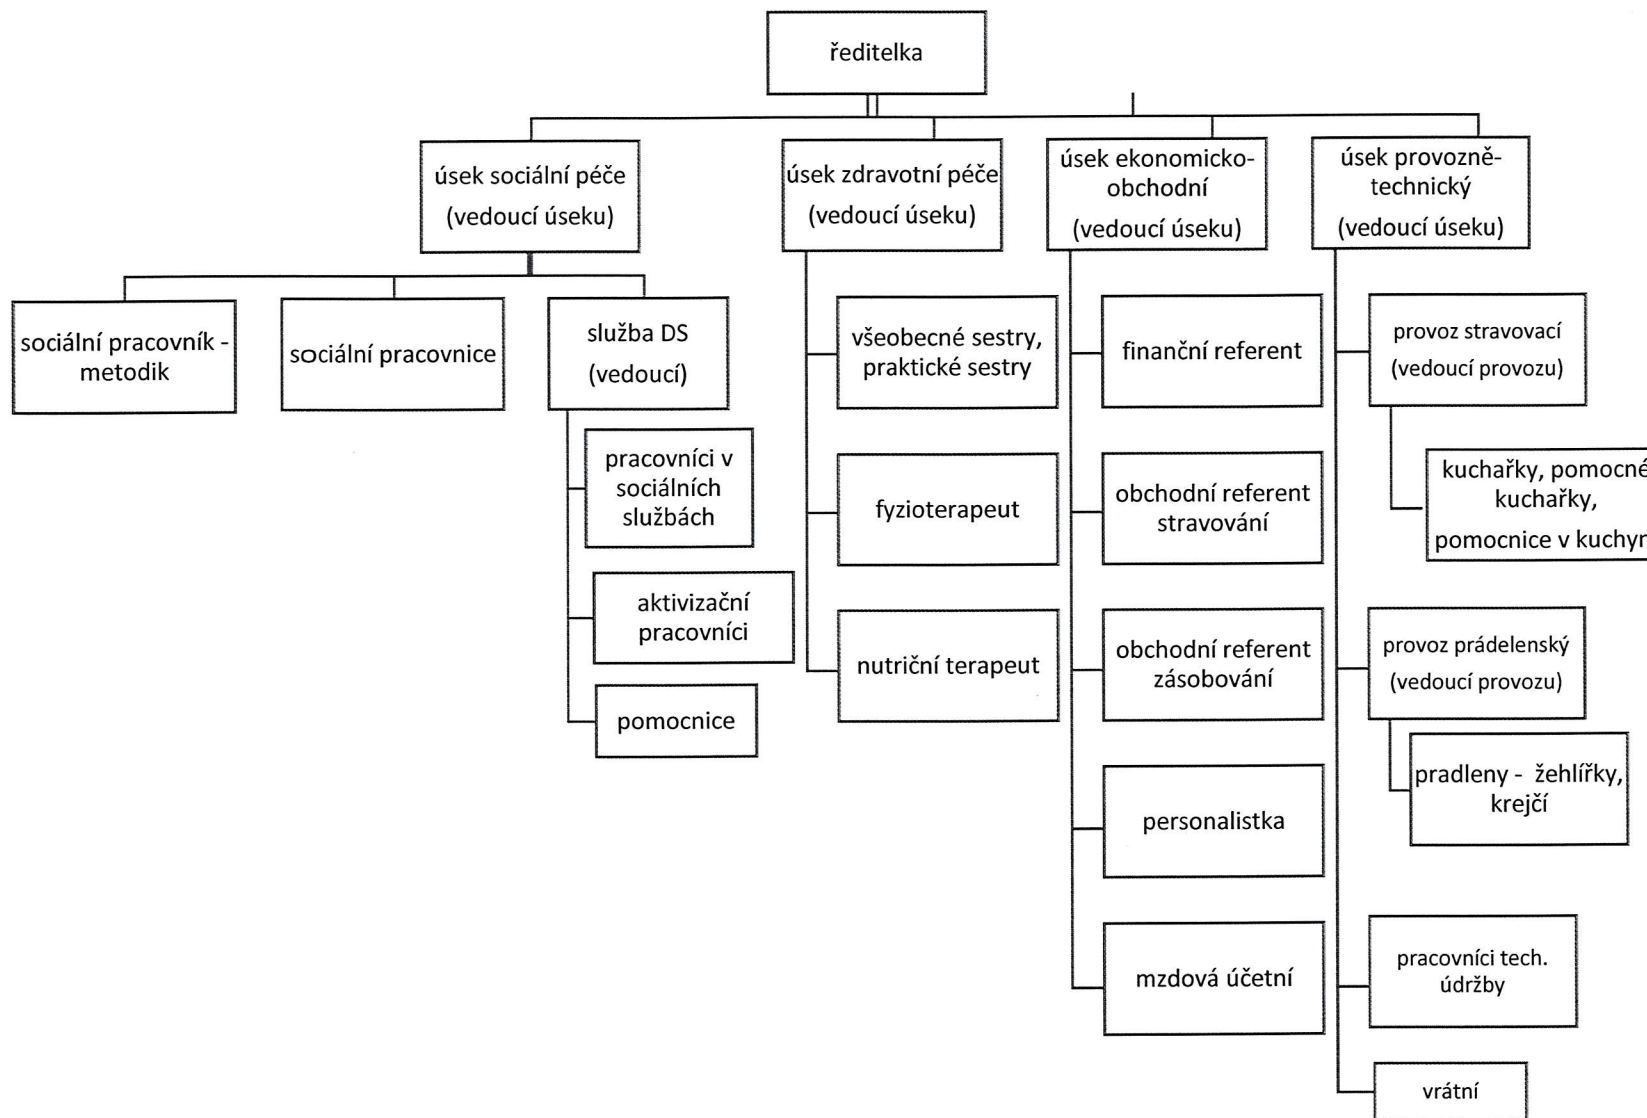 ředitelka
úsek sociální péče
(vedoucí úseku)
úsek zdravotní péče
(vedoucí úseku)
úsek ekonomicko-
obchodní
(vedoucí úseku)
úsek provozně-
technický
(vedoucí úseku)
sociální pracovník -
metodik
sociální pracovnice
služba DS
(vedoucí)
pracovníci v
sociálních
službách
aktivizační
pracovníci
pomocnice
všeobecné sestry,
praktické sestry
fyzioterapeut
nutriční terapeut
finanční referent
obchodní referent
stravování
obchodní referent
zásobování
personalistka
mzdová účetní
provoz stravovací
(vedoucí provozu)
kuchařky, pomocné
kuchařky,
pomocnice v
provoz prádelenský
(vedoucí provozu)
pradleny - žehlířky,
krejčí
pracovníci tech.
údržby
vrátní